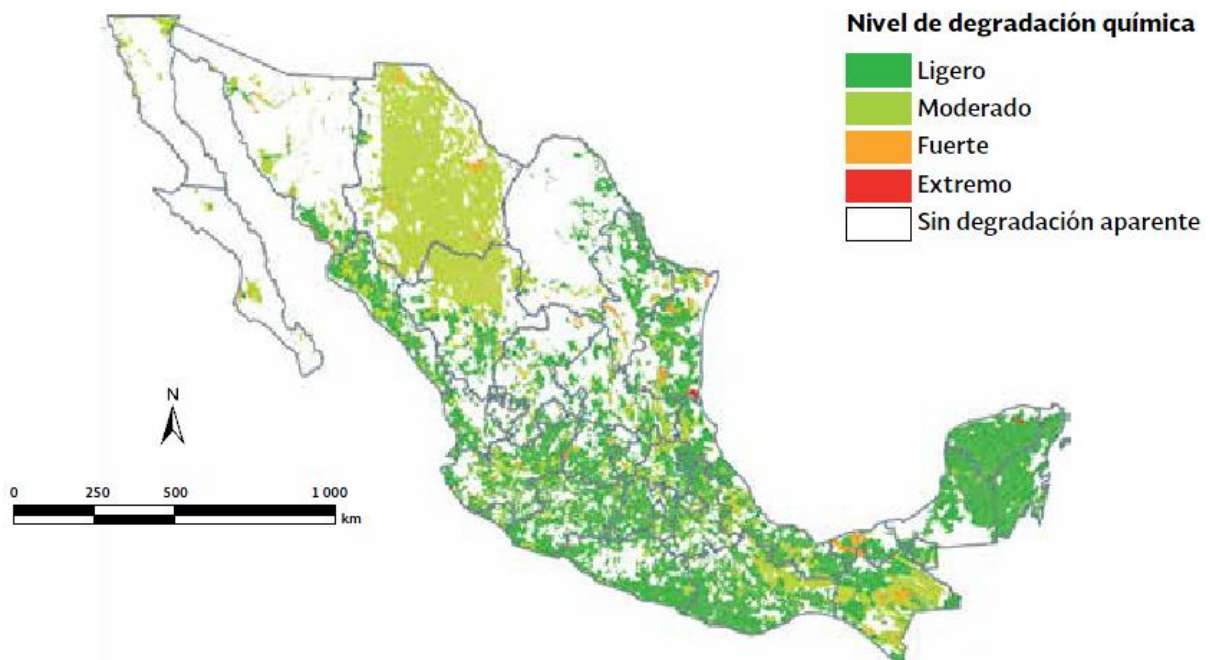 Nivel de degradación química
Ligero
Moderado
Fuerte
Extremo
Sin degradación aparente
N
0 250 500 1 000
km